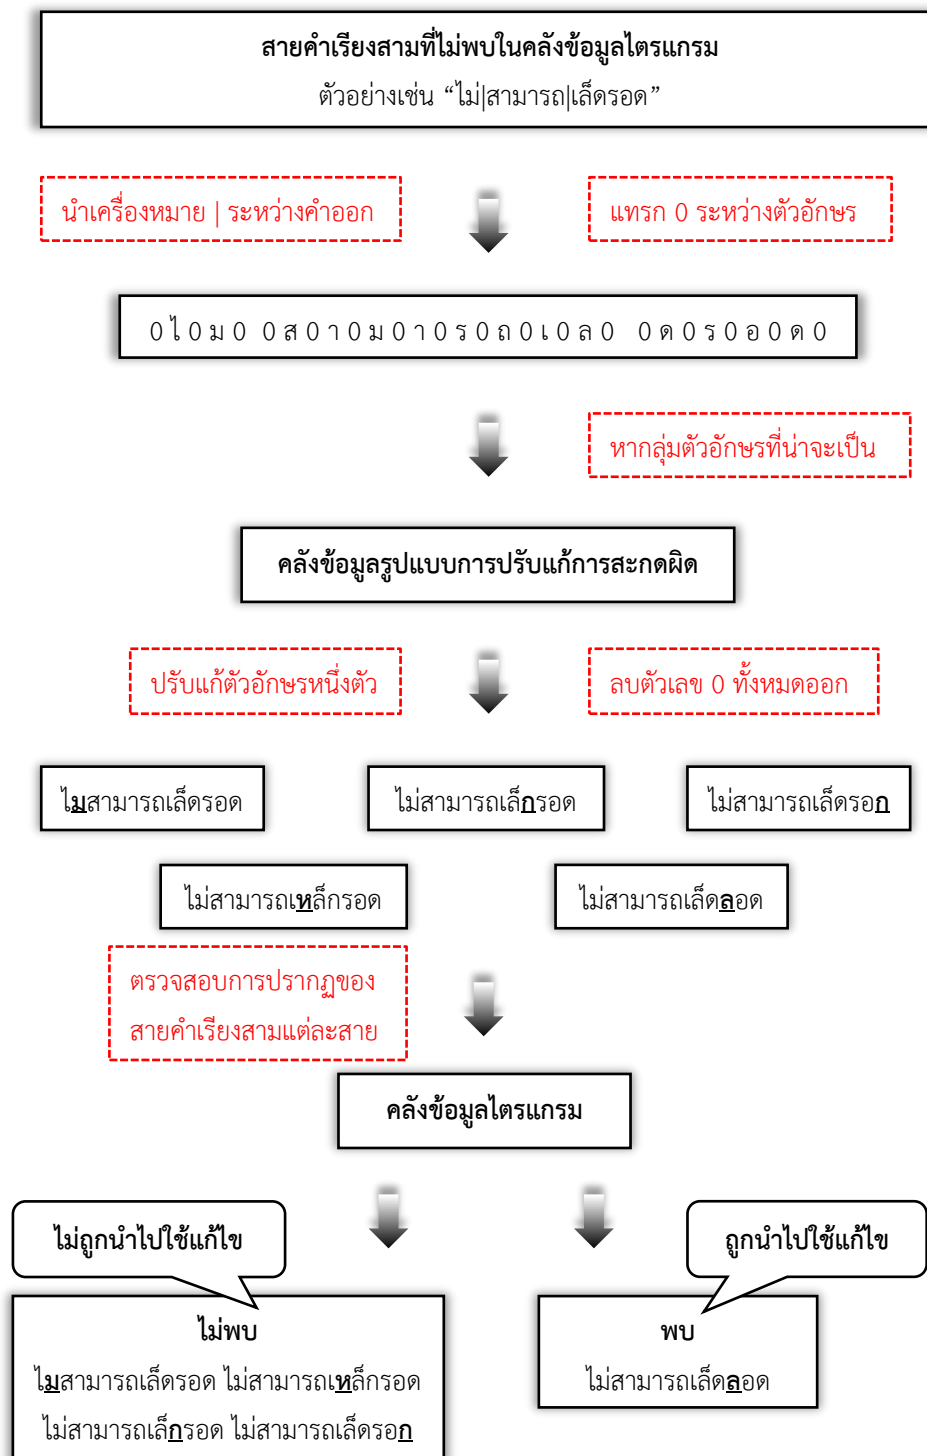 สายคำเรียงสามที่ไม่พบในคลังข้อมูลไตรแกรม
ตัวอย่างเช่น “ไม่|สามารถ|เล็ดรอด”
นำเครื่องหมาย | ระหว่างคำออก
แทรก 0 ระหว่างตัวอักษร
0ไ0ม0 0ส0า0ม0า0ร0ถ0เ0ล0 0ด0ร0อ0ด0
หากลุ่มตัวอักษรที่น่าจะเป็น
คลังข้อมูลรูปแบบการปรับแก้การสะกดผิด
ปรับแก้ตัวอักษรหนึ่งตัว
ลบตัวเลข 0 ทั้งหมดออก
ไมสามารถเล็ดรอด
ไม่สามารถเล็กรอด
ไม่สามารถเล็ดรอก
ไม่สามารถเหล็กรอด
ไม่สามารถเล็ดลอด
ตรวจสอบการปรากฏของ
สายคำเรียงสามแต่ละสาย
คลังข้อมูลไตรแกรม
ไม่ถูกนำไปใช้แก้ไข
ถูกนำไปใช้แก้ไข
ไม่พบ
ไมสามารถเล็ดรอด ไม่สามารถเหล็กรอด
ไม่สามารถเล็กรอด ไม่สามารถเล็ดรอก
พบ
ไม่สามารถเล็ดลอด